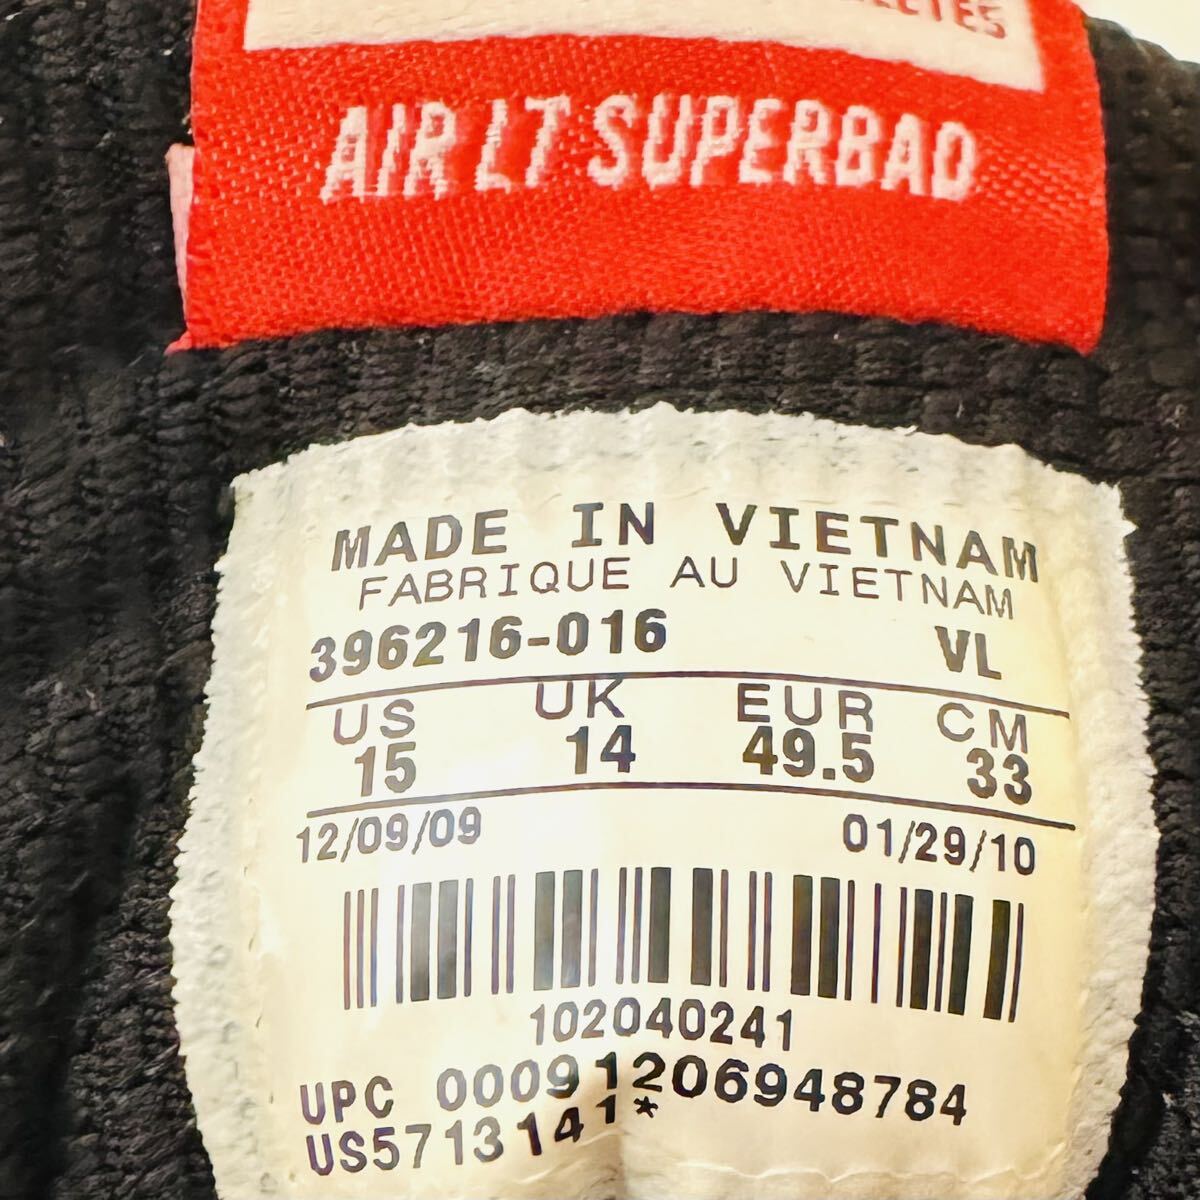 AIR LT SUPERBAD
MADE IN VIETNAM
FABRIQUE AU VIETNAM
396216-016 VL
US UK EUR CM
15 14 49.5 33
12/09/09 01/29/10
102040241
UPC 00091206948784
US5713141*